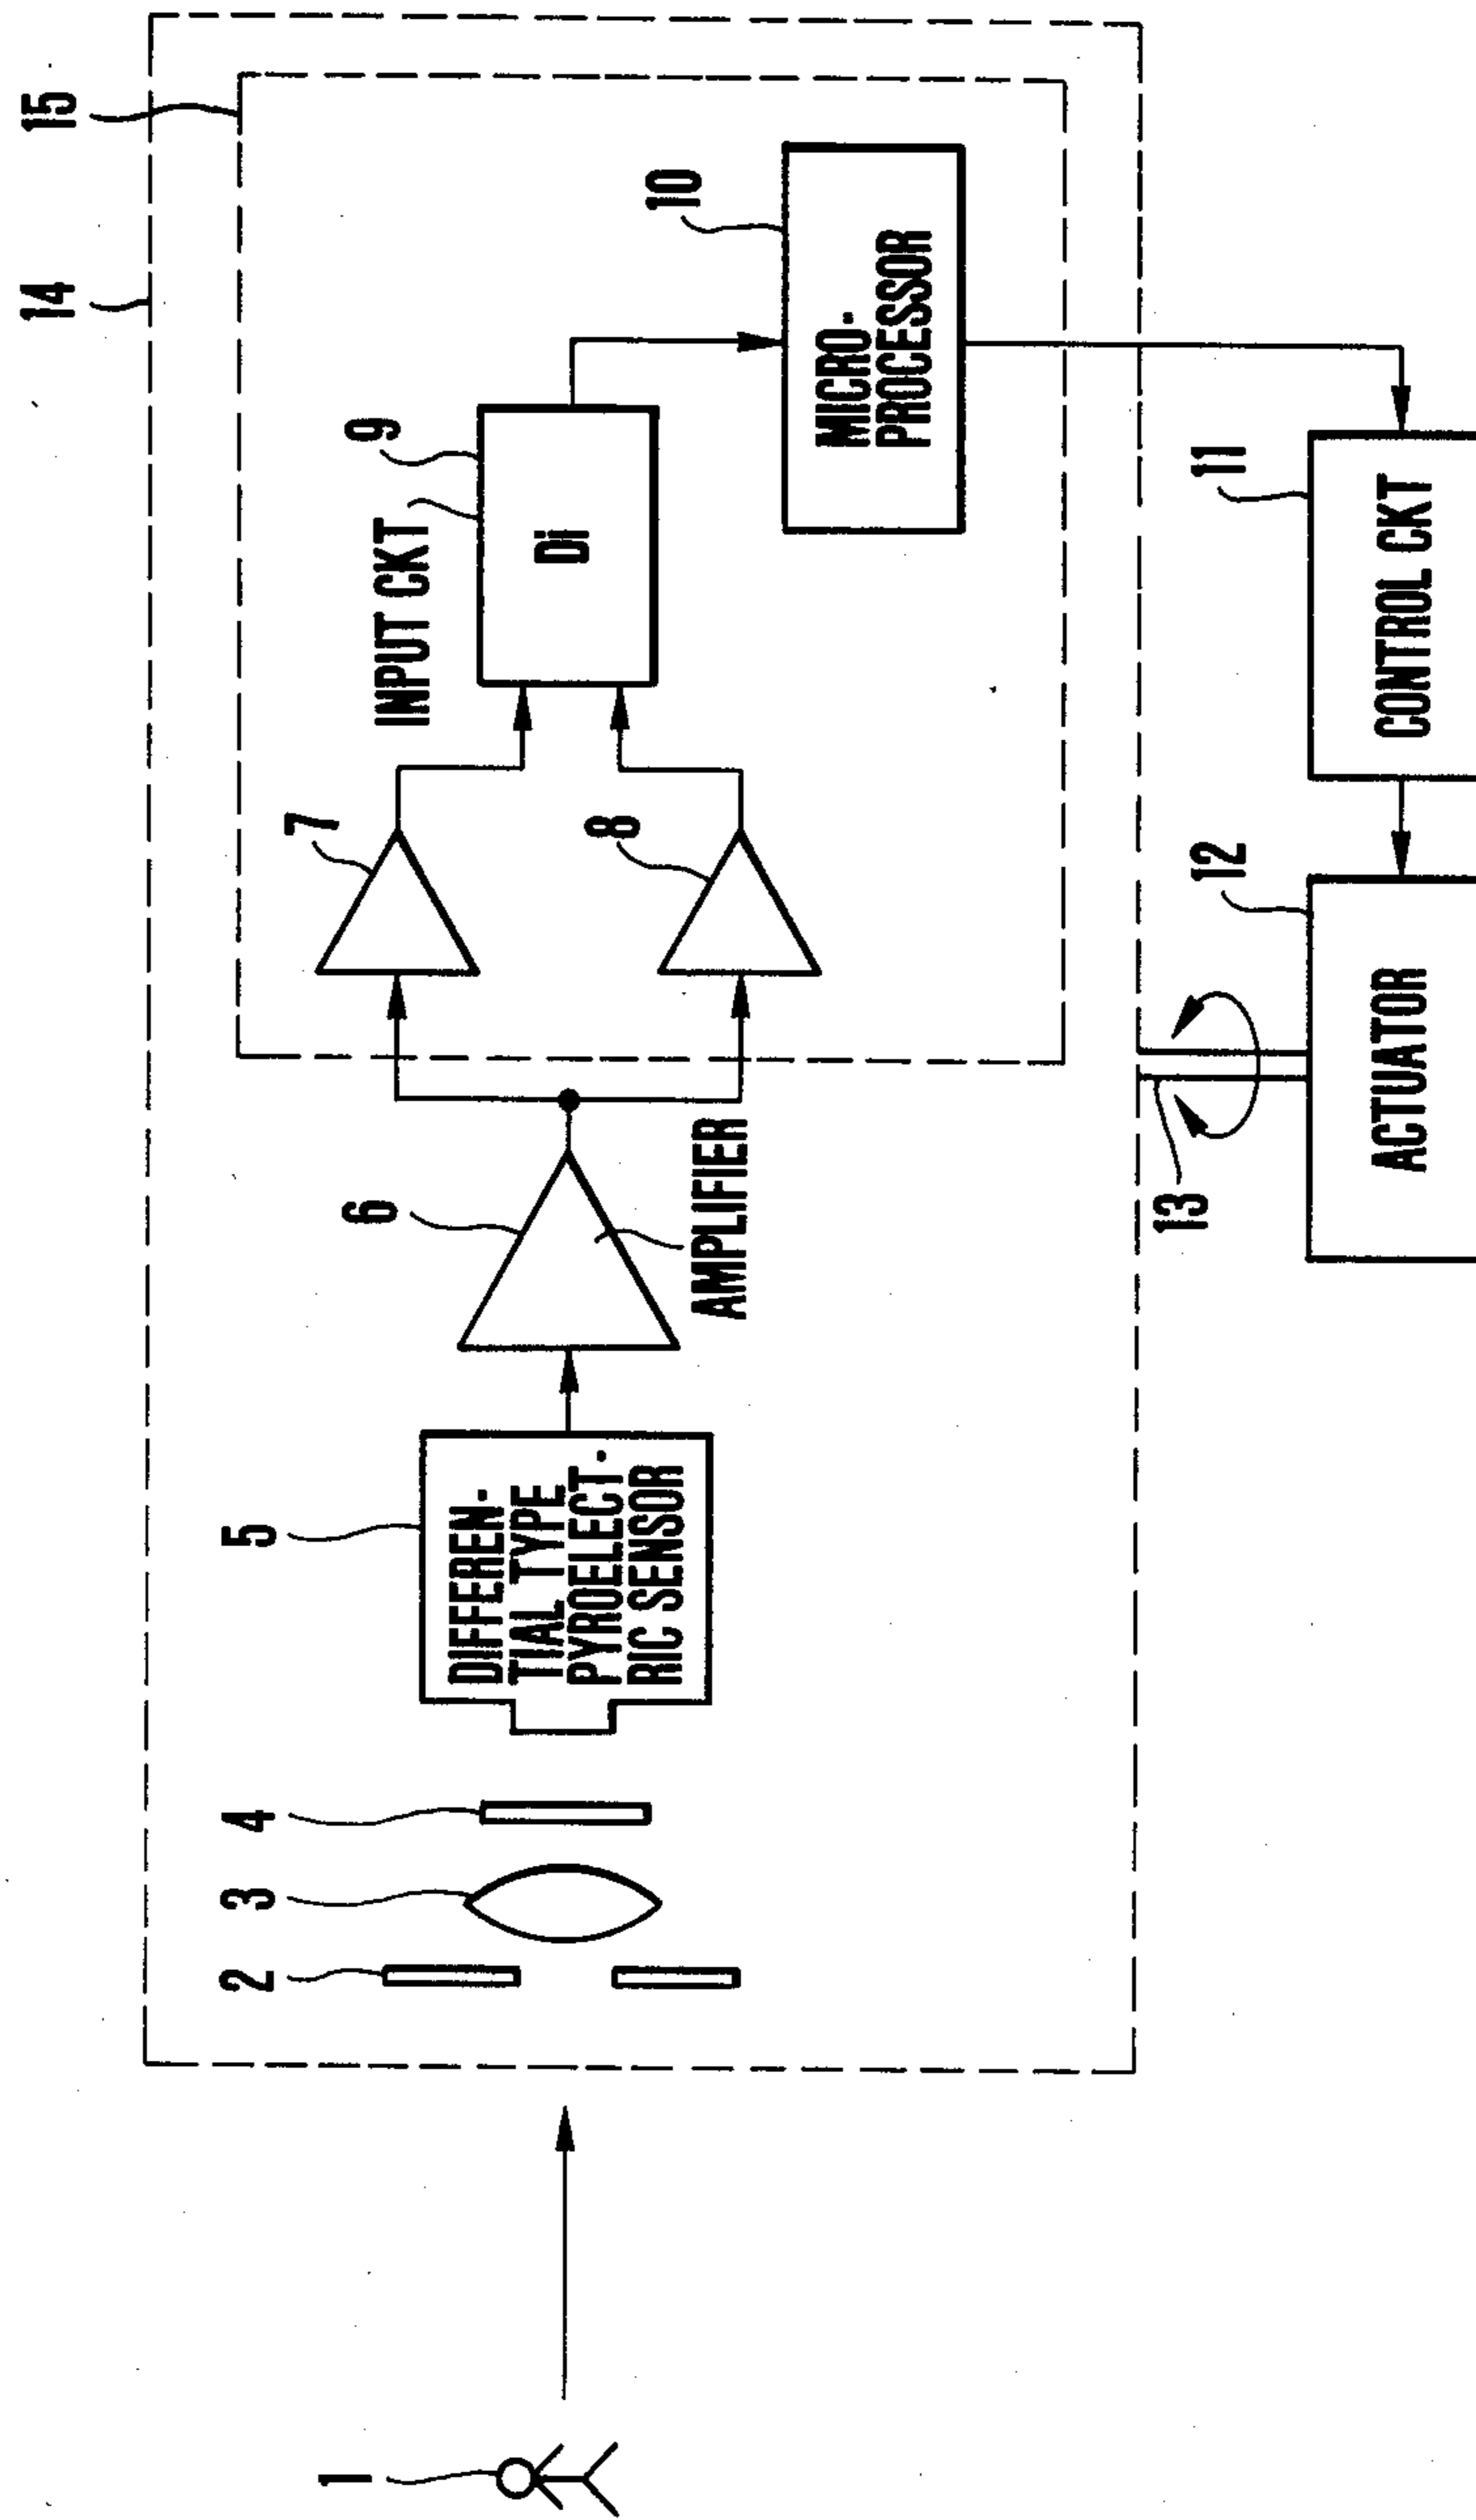 14
15
7
INPUT CKT
9
DI
10
MICRO-
PROCESSOR
8
6
AMPLIFIER
5
DIFFEREN-
TIAL TYPE
PYROELECT-
RIC SENSOR
4
3
2
1
13
12
ACTUATOR
11
CONTROL CKT